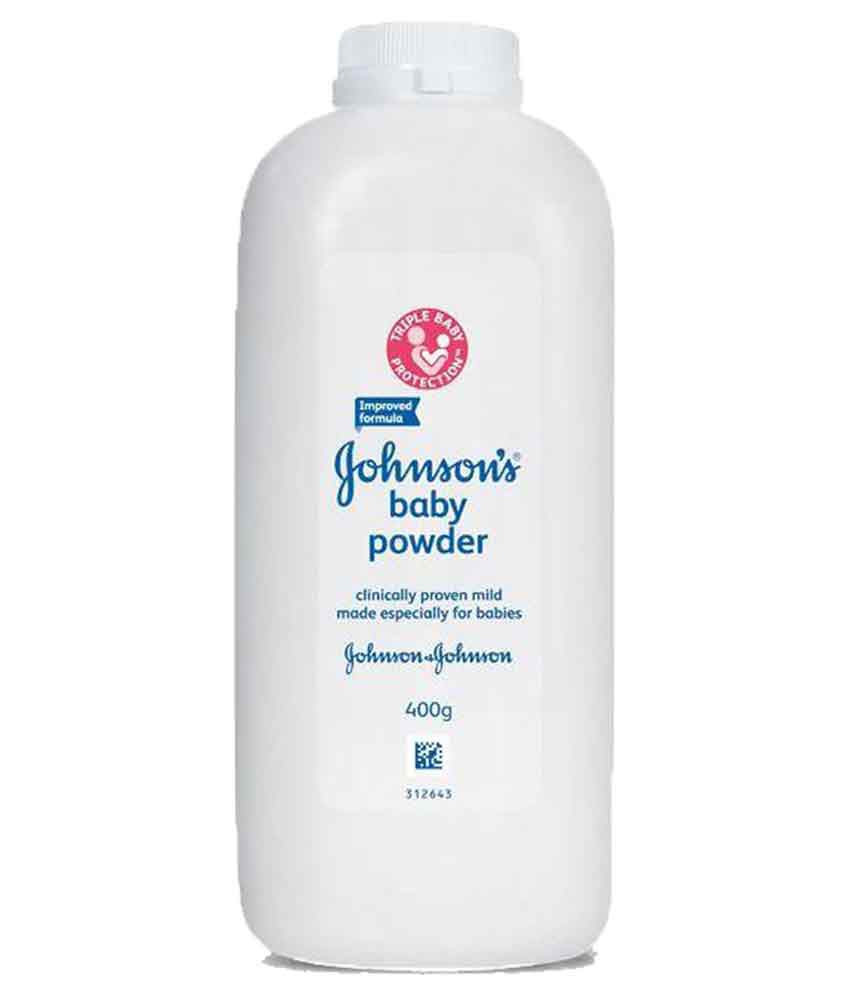 TRIPLE BABY
PROTECTION™
Improved
formula
Johnson's®
baby
powder
clinically proven mild
made especially for babies
Johnson & Johnson
400g
312643